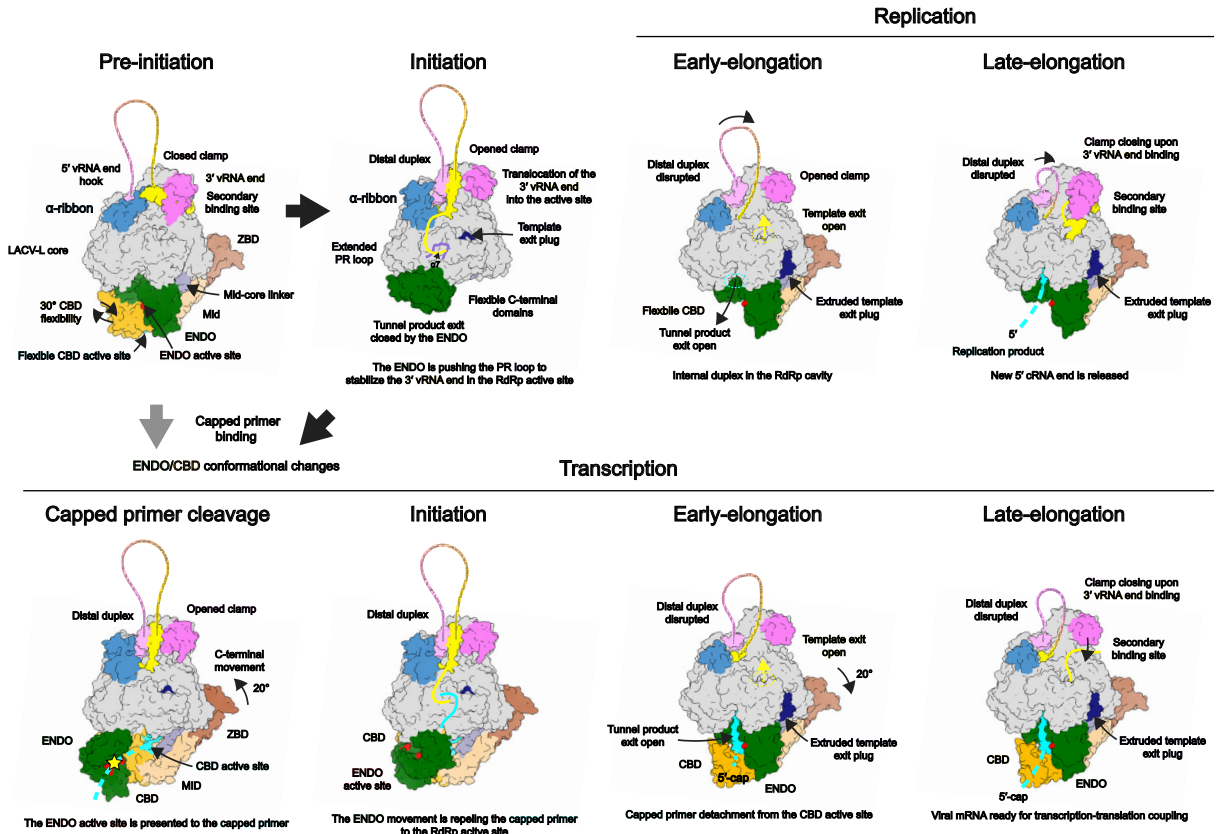 Replication
Pre-initiation
Initiation
Early-elongation
Late-elongation
5′ vRNA end
hook
Closed clamp
3′ vRNA end
Secondary
binding site
α-ribbon
LACV-L core
ZBD
Mid-core linker
30° CBD
flexibility
Mid
ENDO
Flexible CBD active site
ENDO active site
Distal duplex
Opened clamp
Translocation of the
3′ vRNA end
into the active site
α-ribbon
Template
exit plug
Extended
PR loop
α7
Flexible C-terminal
domains
Tunnel product exit
closed by the ENDO
The ENDO is pushing the PR loop to
stabilize the 3′ vRNA end in the RdRp active site
Distal duplex
disrupted
Opened clamp
Template exit
open
Flexbile CBD
Extruded template
exit plug
Tunnel product
exit open
Internal duplex in the RdRp cavity
Clamp closing upon
3′ vRNA end binding
Distal duplex
disrupted
Secondary
binding site
Extruded template
exit plug
5′
Replication product
New 5′ cRNA end is released
Capped primer
binding
ENDO/CBD conformational changes
Transcription
Capped primer cleavage
Initiation
Early-elongation
Late-elongation
Distal duplex
Opened clamp
C-terminal
movement
20°
ENDO
ZBD
CBD active site
MID
CBD
The ENDO active site is presented to the capped primer
Distal duplex
CBD
ENDO
active site
The ENDO movement is repeling the capped primer
to the RdRp active site
Distal duplex
disrupted
Template exit
open
20°
Tunnel product
exit open
Extruded template
exit plug
CBD
5′-cap
ENDO
Capped primer detachment from the CBD active site
Clamp closing upon
3′ vRNA end binding
Distal duplex
disrupted
Secondary
binding site
Extruded template
exit plug
CBD
ENDO
5′-cap
Viral mRNA ready for transcription-translation coupling